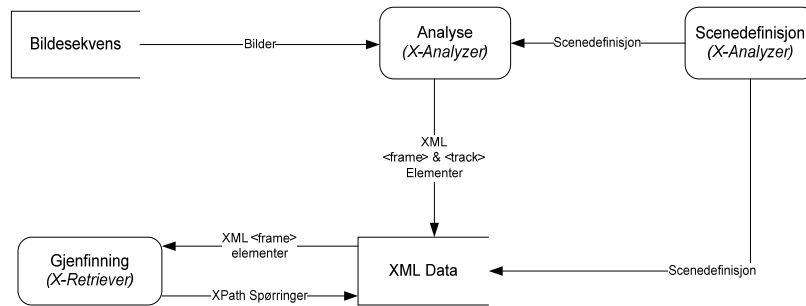 Bildesekvens
Bilder
Analyse
(X-Analyzer)
Scenedefinisjon
Scenedefinisjon
(X-Analyzer)
XML
<frame> & <track>
Elementer
Gjenfinning
(X-Retriever)
XML <frame>
elementer
XPath Spørringer
XML Data
Scenedefinisjon